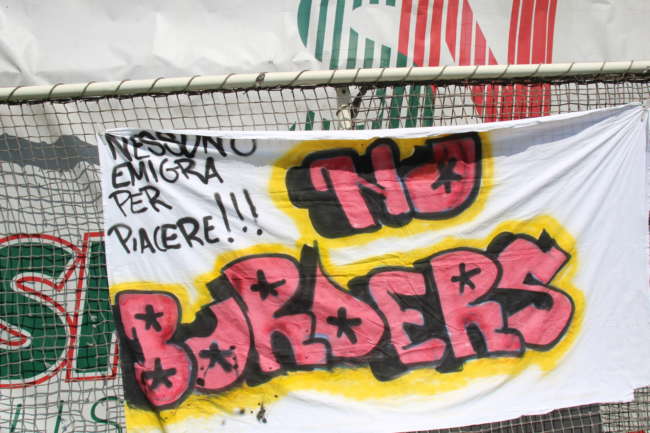 NESSUNO
EMIGRA
PER
PIACERE!!!
NO
BORDERS